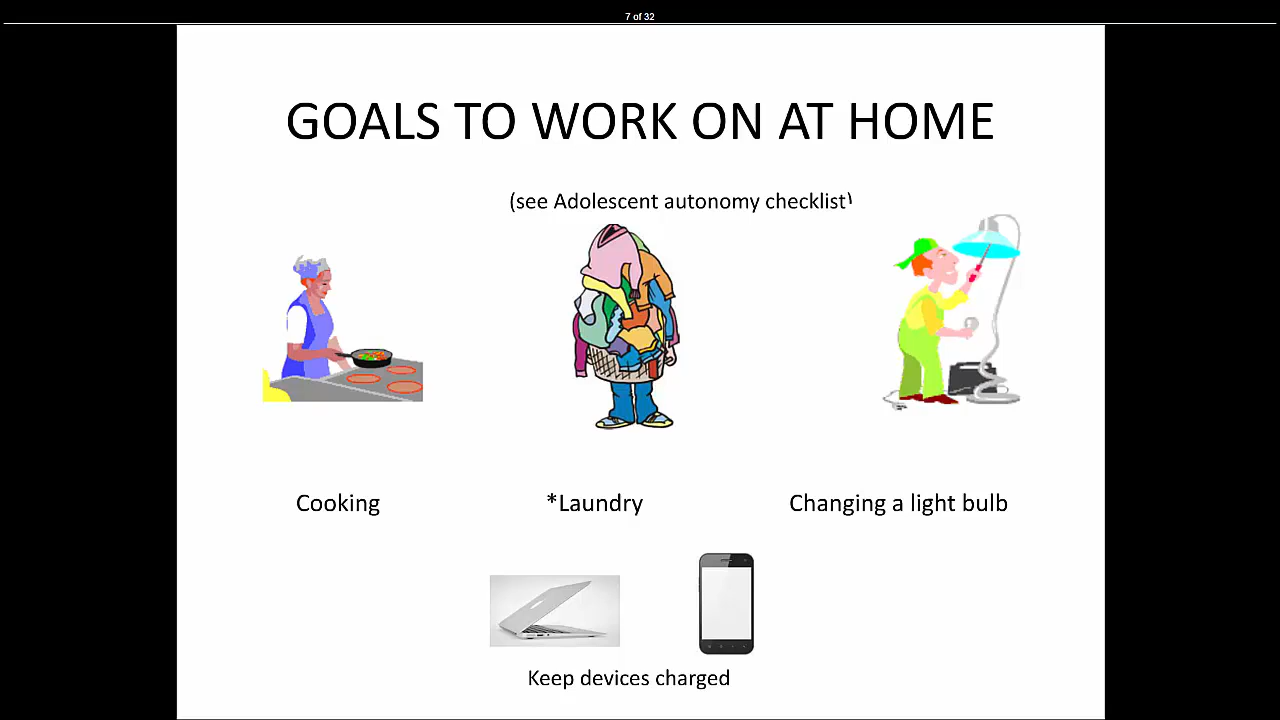 7 of 32
GOALS TO WORK ON AT HOME
(see Adolescent autonomy checklist)
Cooking
*Laundry
Changing a light bulb
Keep devices charged